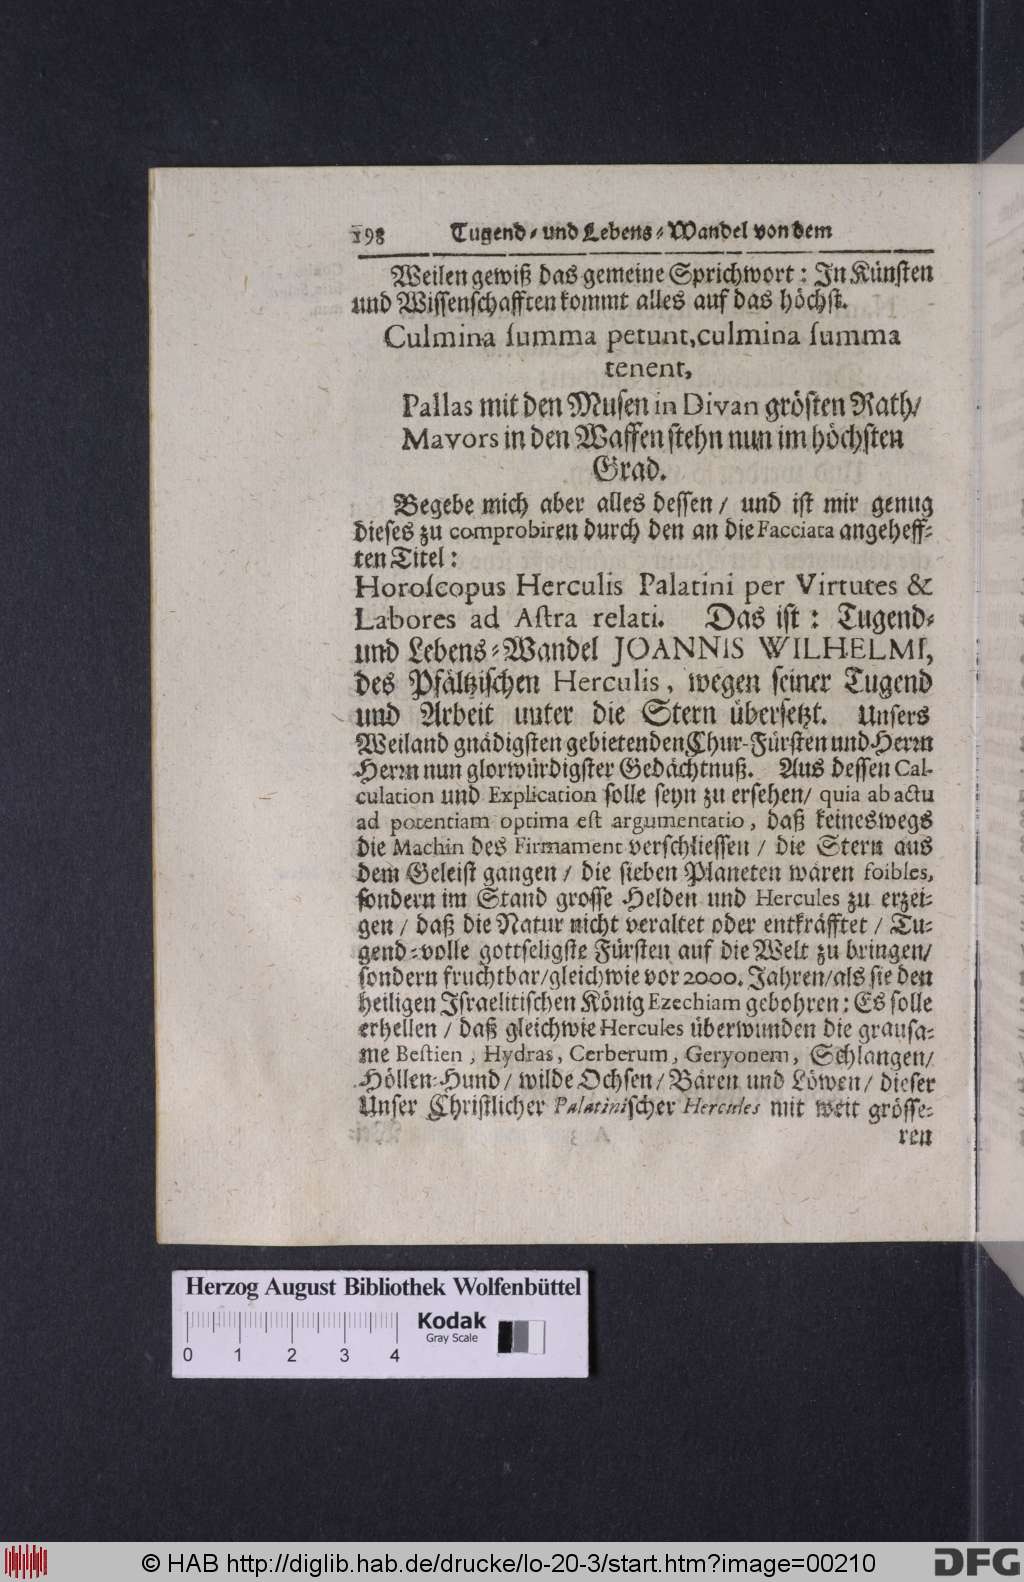 198 Tugend- und Lebens-Wandel von dem
Weilen gewiß das gemeine Sprichwort: In Künsten
und Wissenschafften kommt alles auf das höchst.
Culmina ſumma petunt, culmina ſumma
tenent,
Pallas mit den Musen in Divan grösten Rath/
Mavors in den Waffen stehn nun im höchsten
Grad.
Begebe mich aber alles dessen / und ist mir genug
dieses zu comprobiren durch den an die Facciata angeheff-
ten Titel:
Horoſcopus Herculis Palatini per Virtutes &
Labores ad Aſtra relati. Das ist: Tugend-
und Lebens-Wandel JOANNIS WILHELMI,
des Pfältzischen Herculis, wegen seiner Tugend
und Arbeit unter die Stern übersetzt. Unsers
Weiland gnädigsten gebietenden Chur-Fürsten und Herrn
Herrn nun glorwürdigster Gedächtnuß. Aus dessen Cal-
culation und Explication solle seyn zu ersehen/ quia ab actu
ad potentiam optima est argumentatio, daß keineswegs
die Machin des Firmament verschliessen / die Stern aus
dem Geleist gangen / die sieben Planeten wären foibles,
sondern im Stand grosse Helden und Hercules zu erzei-
gen / daß die Natur nicht veraltet oder entkräfftet / Tu-
gend-volle gottseligste Fürsten auf die Welt zu bringen/
sondern fruchtbar/gleichwie vor 2000. Jahren/als sie den
heiligen Israelitischen König Ezechiam gebohren: Es solle
erhellen / daß gleichwie Hercules überwunden die grausa-
me Bestien, Hydras, Cerberum, Geryonem, Schlangen/
Höllen-Hund / wilde Ochsen / Bären und Löwen / dieser
Unser Christlicher Palatinischer Hercules mit weit grösse-
ren
Herzog August Bibliothek Wolfenbüttel
Kodak
Gray Scale
0 1 2 3 4
© HAB http://diglib.hab.de/drucke/lo-20-3/start.htm?image=00210
DFG